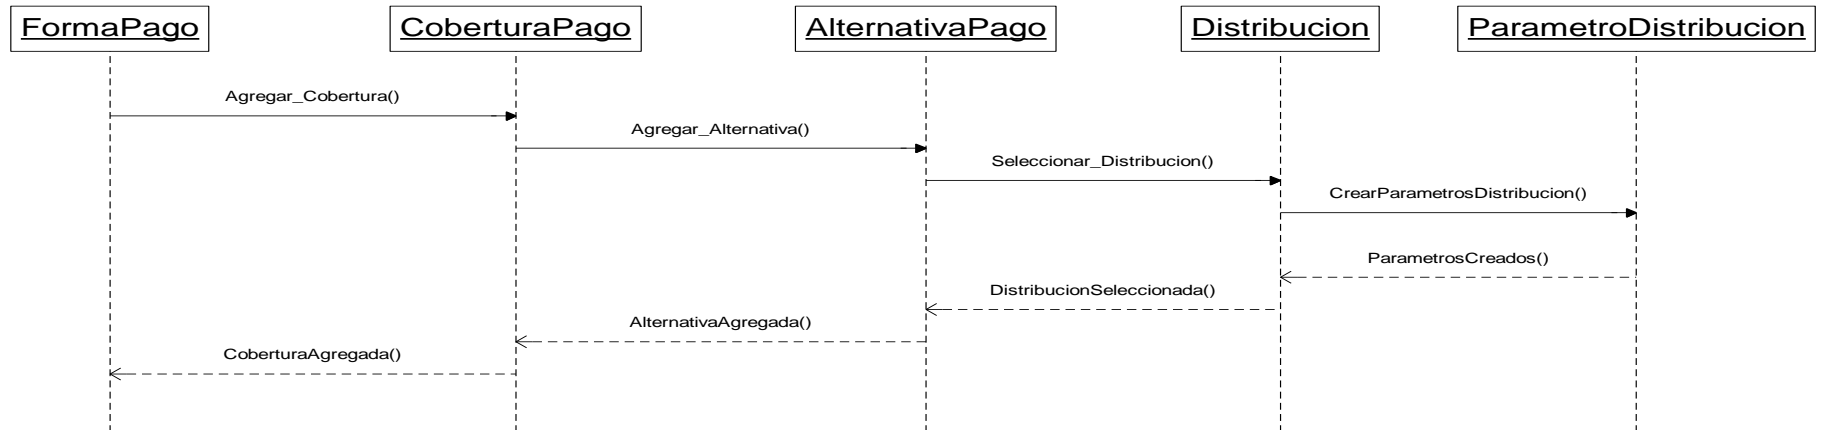 FormaPago
CoberturaPago
AlternativaPago
Distribucion
ParametroDistribucion
Agregar_Cobertura()
Agregar_Alternativa()
Seleccionar_Distribucion()
CrearParametrosDistribucion()
ParametrosCreados()
DistribucionSeleccionada()
AlternativaAgregada()
CoberturaAgregada()